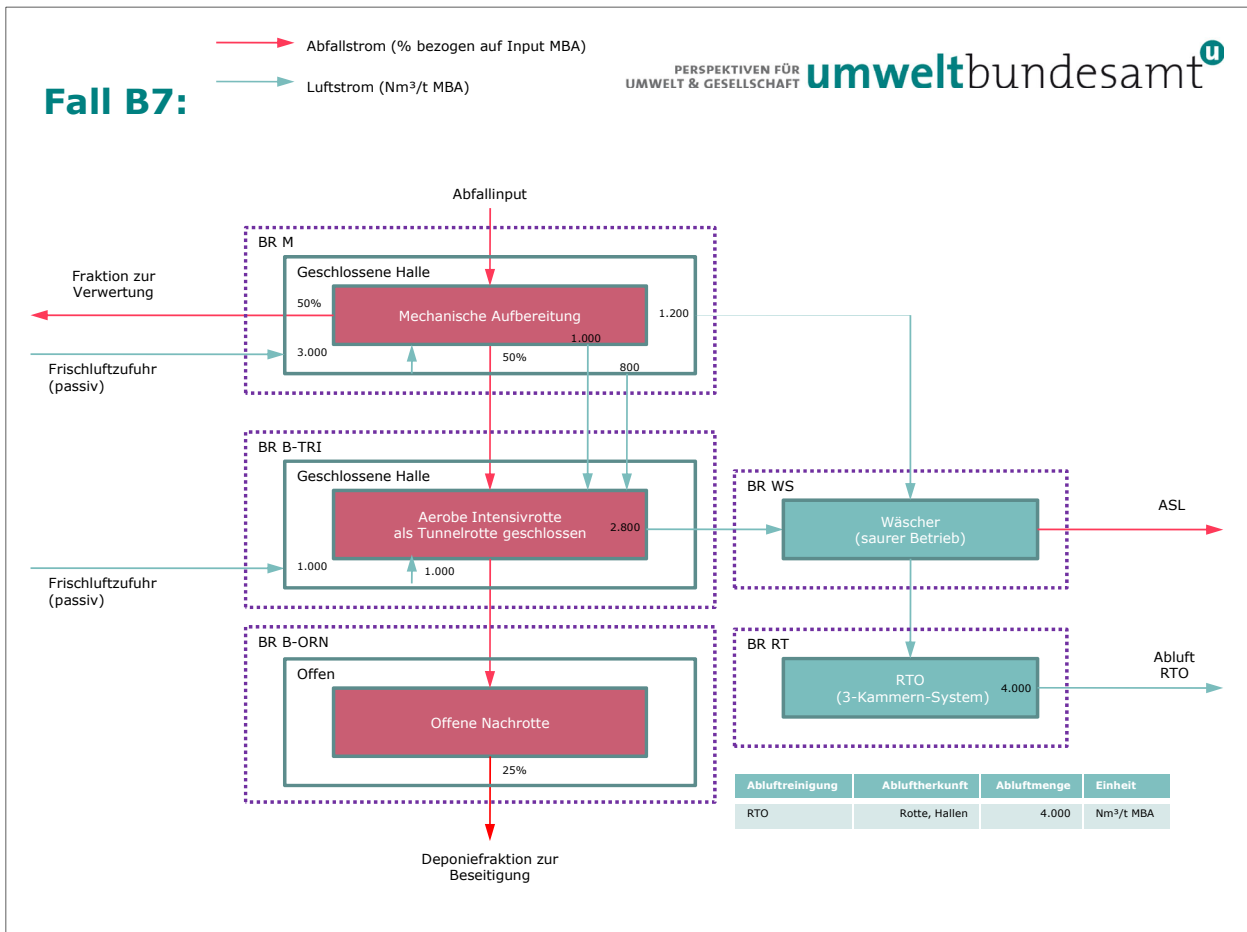 Abfallstrom (% bezogen auf Input MBA)
Luftstrom (Nm³/t MBA)
PERSPEKTIVEN FÜR
UMWELT & GESELLSCHAFT
umweltbundesamt
u
Fall B7:
Abfallinput
BR M
Geschlossene Halle
Fraktion zur
Verwertung
50%
Mechanische Aufbereitung
1.200
1.000
3.000
50%
800
Frischluftzufuhr
(passiv)
BR B-TRI
Geschlossene Halle
Aerobe Intensivrotte
als Tunnelrotte geschlossen
2.800
1.000
1.000
Frischluftzufuhr
(passiv)
BR WS
Wäscher
(saurer Betrieb)
ASL
BR B-ORN
Offen
Offene Nachrotte
25%
BR RT
RTO
(3-Kammern-System)
4.000
Abluft
RTO
Abluftreinigung Abluftherkunft Abluftmenge Einheit
RTO Rotte, Hallen 4.000 Nm³/t MBA
Deponiefraktion zur
Beseitigung